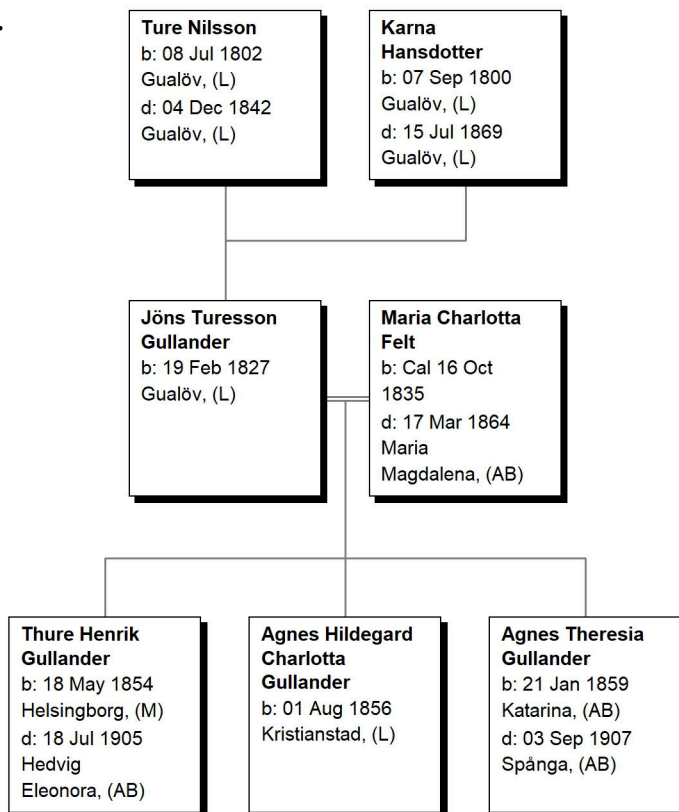 Ture Nilsson
b: 08 Jul 1802
Gualöv, (L)
d: 04 Dec 1842
Gualöv, (L)
Karna
Hansdotter
b: 07 Sep 1800
Gualöv, (L)
d: 15 Jul 1869
Gualöv, (L)
Jöns Turesson
Gullander
b: 19 Feb 1827
Gualöv, (L)
Maria Charlotta
Felt
b: Cal 16 Oct
1835
d: 17 Mar 1864
Maria
Magdalena, (AB)
Thure Henrik
Gullander
b: 18 May 1854
Helsingborg, (M)
d: 18 Jul 1905
Hedvig
Eleonora, (AB)
Agnes Hildegard
Charlotta
Gullander
b: 01 Aug 1856
Kristianstad, (L)
Agnes Theresia
Gullander
b: 21 Jan 1859
Katarina, (AB)
d: 03 Sep 1907
Spånga, (AB)